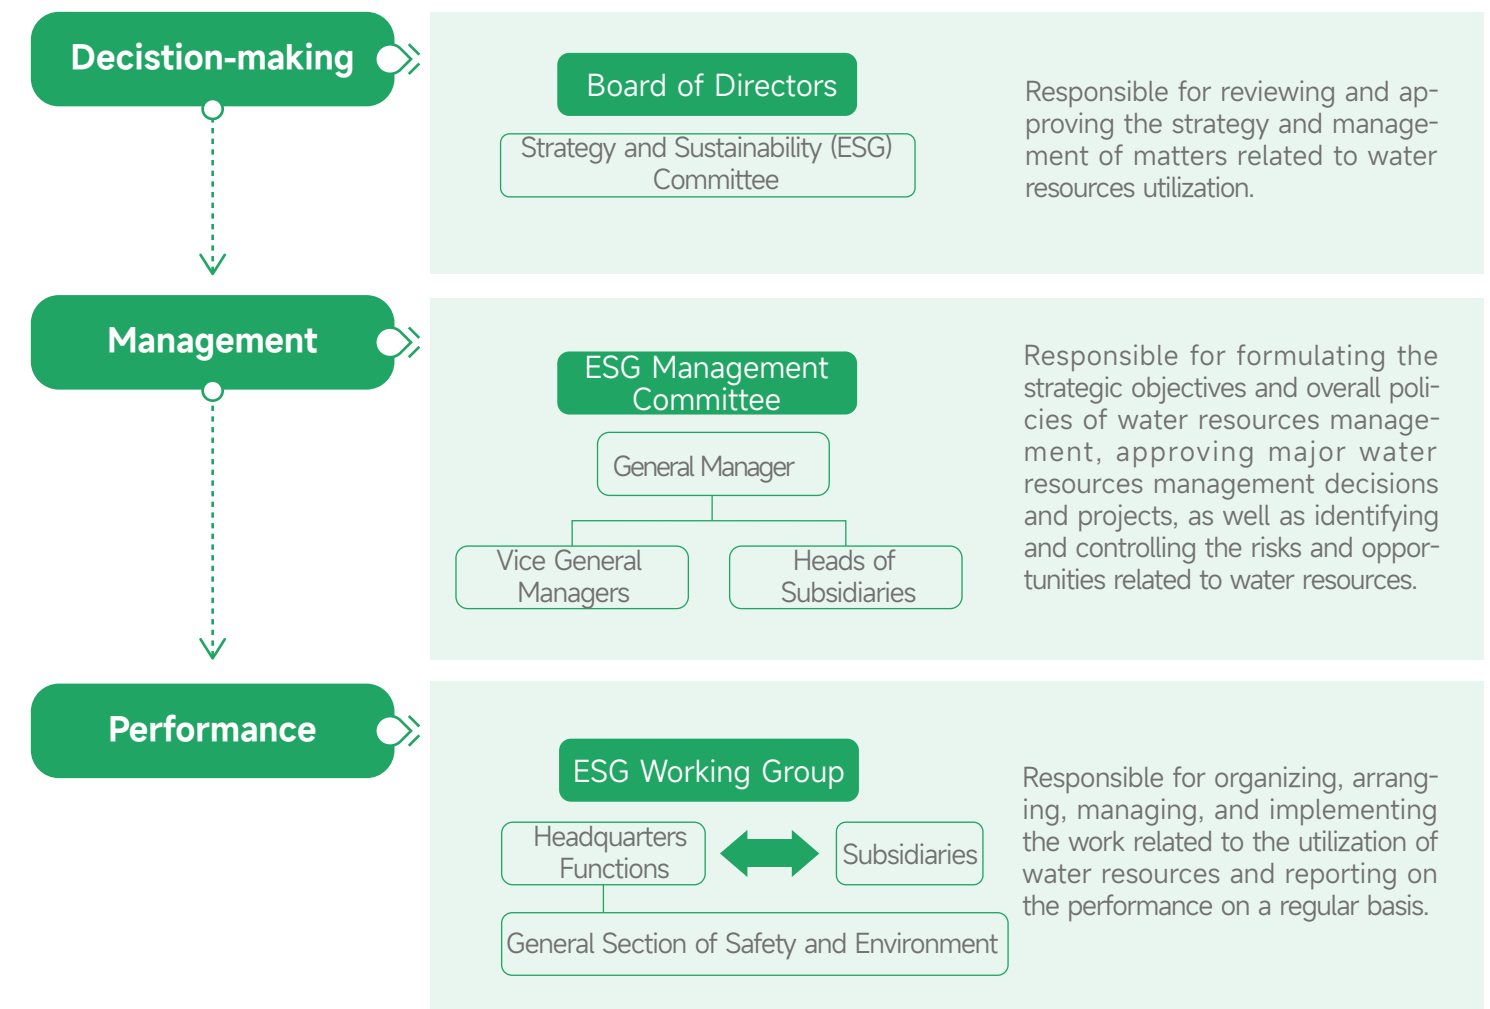 Decistion-making
Board of Directors
Strategy and Sustainability (ESG)
Committee
Responsible for reviewing and ap-
proving the strategy and manage-
ment of matters related to water
resources utilization.
Management
ESG Management
Committee
General Manager
Vice General
Managers
Heads of
Subsidiaries
Responsible for formulating the
strategic objectives and overall poli-
cies of water resources manage-
ment, approving major water
resources management decisions
and projects, as well as identifying
and controlling the risks and oppor-
tunities related to water resources.
Performance
ESG Working Group
Headquarters
Functions
Subsidiaries
General Section of Safety and Environment
Responsible for organizing, arrang-
ing, managing, and implementing
the work related to the utilization of
water resources and reporting on
the performance on a regular basis.